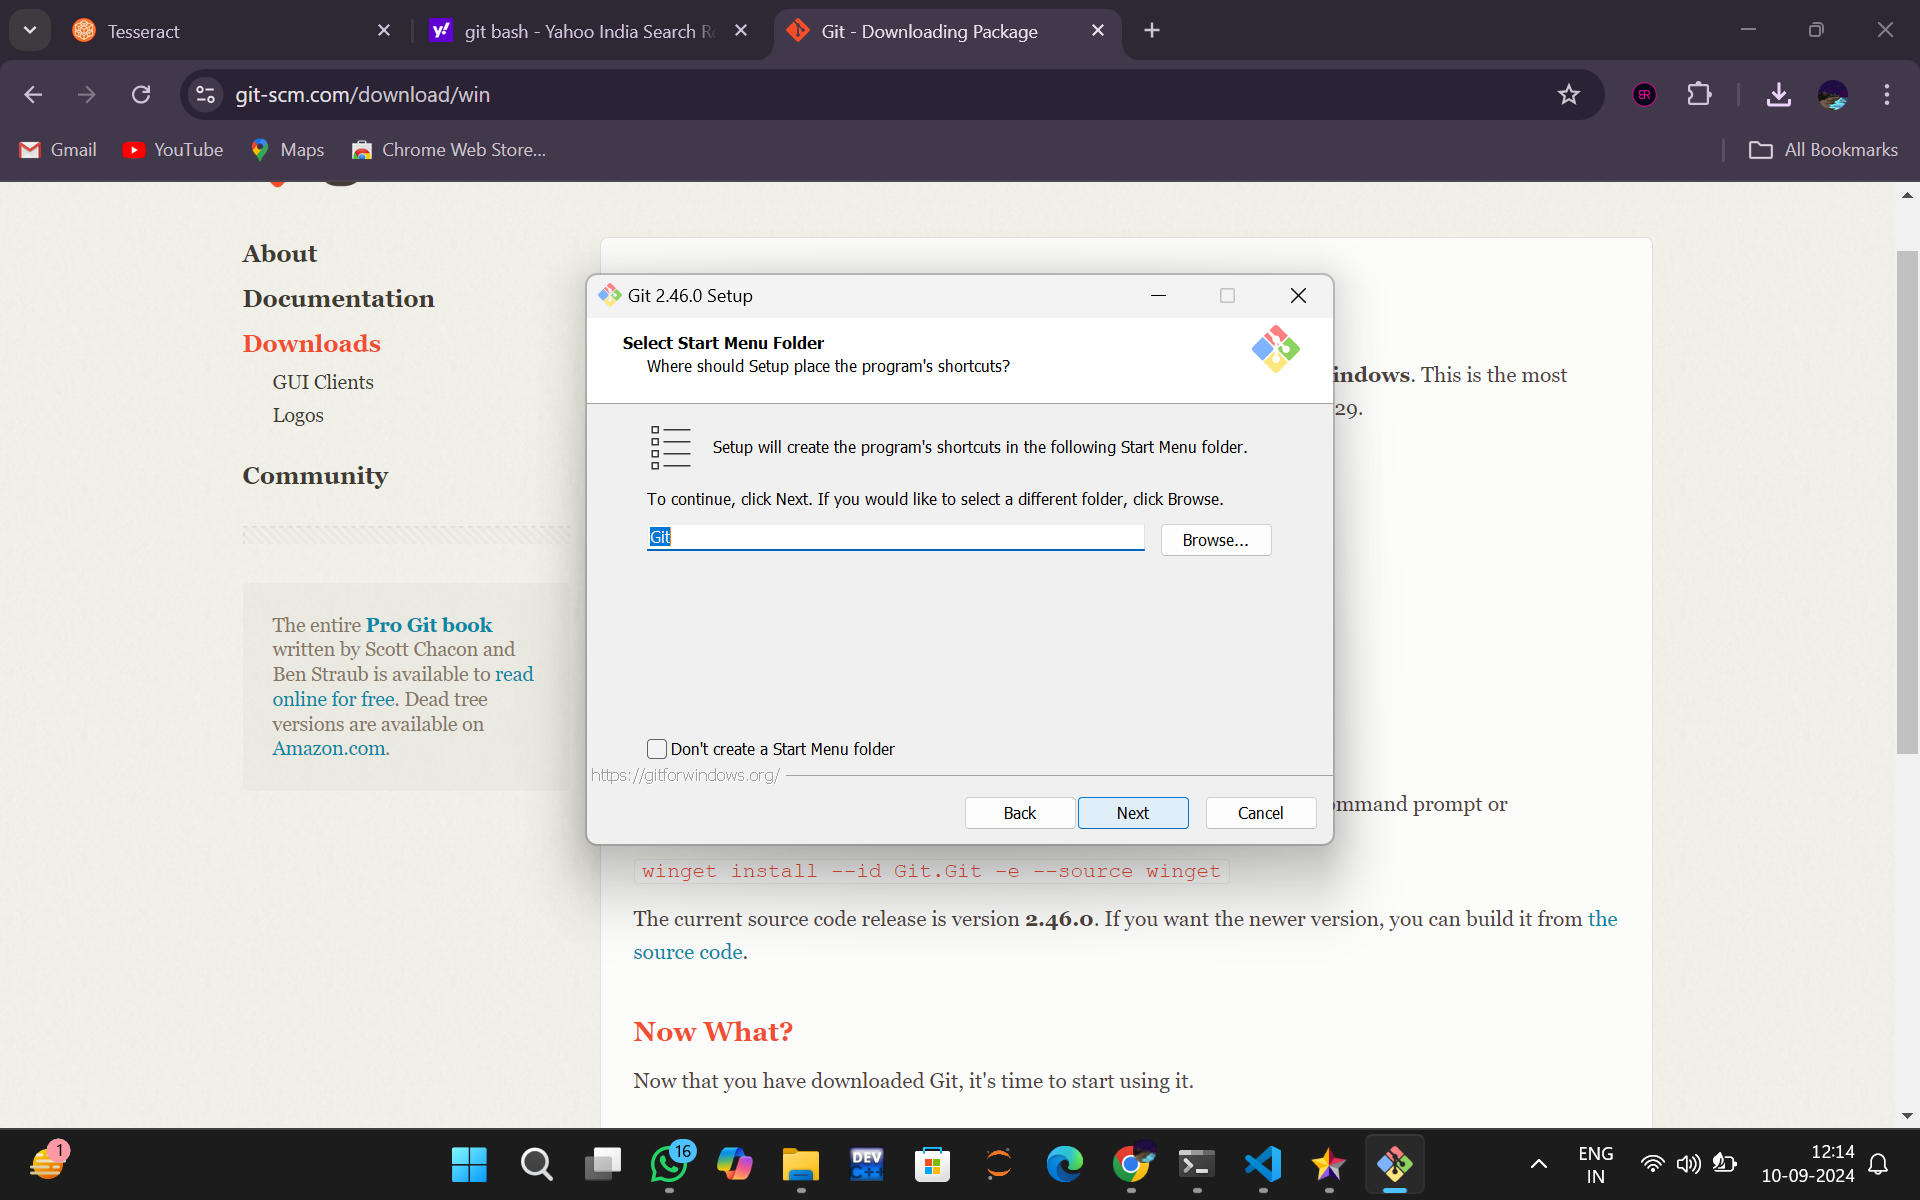 Tesseract
git bash - Yahoo India Search Re
Git - Downloading Package
git-scm.com/download/win
Gmail
YouTube
Maps
Chrome Web Store...
All Bookmarks
About
Documentation
Downloads
GUI Clients
Logos
Community
The entire Pro Git book
written by Scott Chacon and
Ben Straub is available to read
online for free. Dead tree
versions are available on
Amazon.com.
indows. This is the most
29.
Git 2.46.0 Setup
Select Start Menu Folder
Where should Setup place the program's shortcuts?
Setup will create the program's shortcuts in the following Start Menu folder.
To continue, click Next. If you would like to select a different folder, click Browse.
Git
Browse...
Don't create a Start Menu folder
https://gitforwindows.org/
Back
Next
Cancel
ommand prompt or
winget install --id Git.Git -e --source winget
The current source code release is version 2.46.0. If you want the newer version, you can build it from the
source code.
Now What?
Now that you have downloaded Git, it's time to start using it.
1
16
DEV
C++
ENG
IN
12:14
10-09-2024